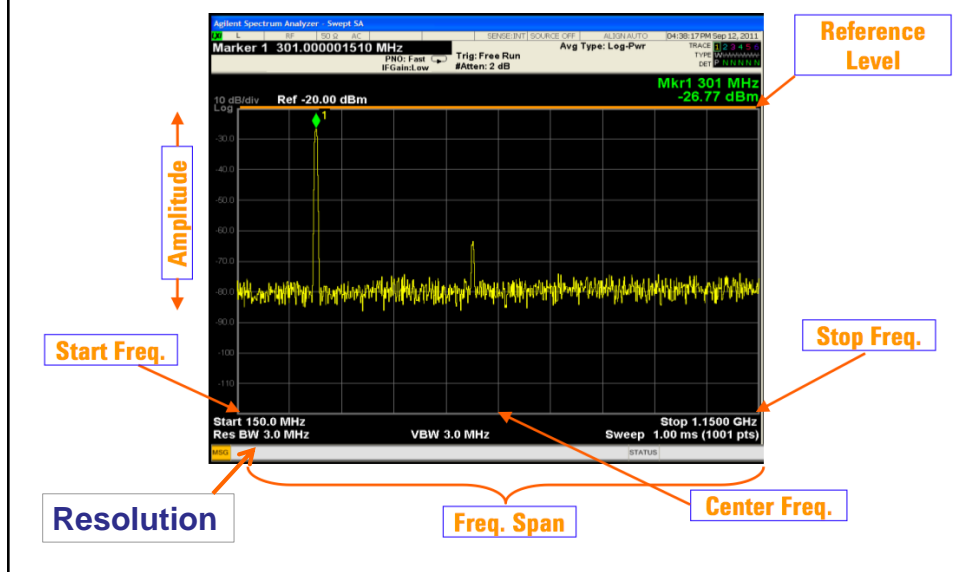 Agilent Spectrum Analyzer - Swept SA
L RF 50 Ω AC SENSE:INT SOURCE OFF ALIGN AUTO 04:38:17 PM Sep 12, 2011
Marker 1 301.000001510 MHz
PNO: Fast
IFGain:Low
Trig: Free Run
#Atten: 2 dB
Avg Type: Log-Pwr
TRACE 1 2 3 4 5 6
TYPE
DET P N N N N N
Reference
Level
Mkr1 301 MHz
-26.77 dBm
10 dB/div Ref -20.00 dBm
Log
1
-30.0
-40.0
-50.0
-60.0
-70.0
-80.0
-90.0
-100
-110
Amplitude
Start Freq.
Stop Freq.
Start 150.0 MHz Stop 1.1500 GHz
Res BW 3.0 MHz VBW 3.0 MHz Sweep 1.00 ms (1001 pts)
MSG STATUS
Resolution
Freq. Span
Center Freq.